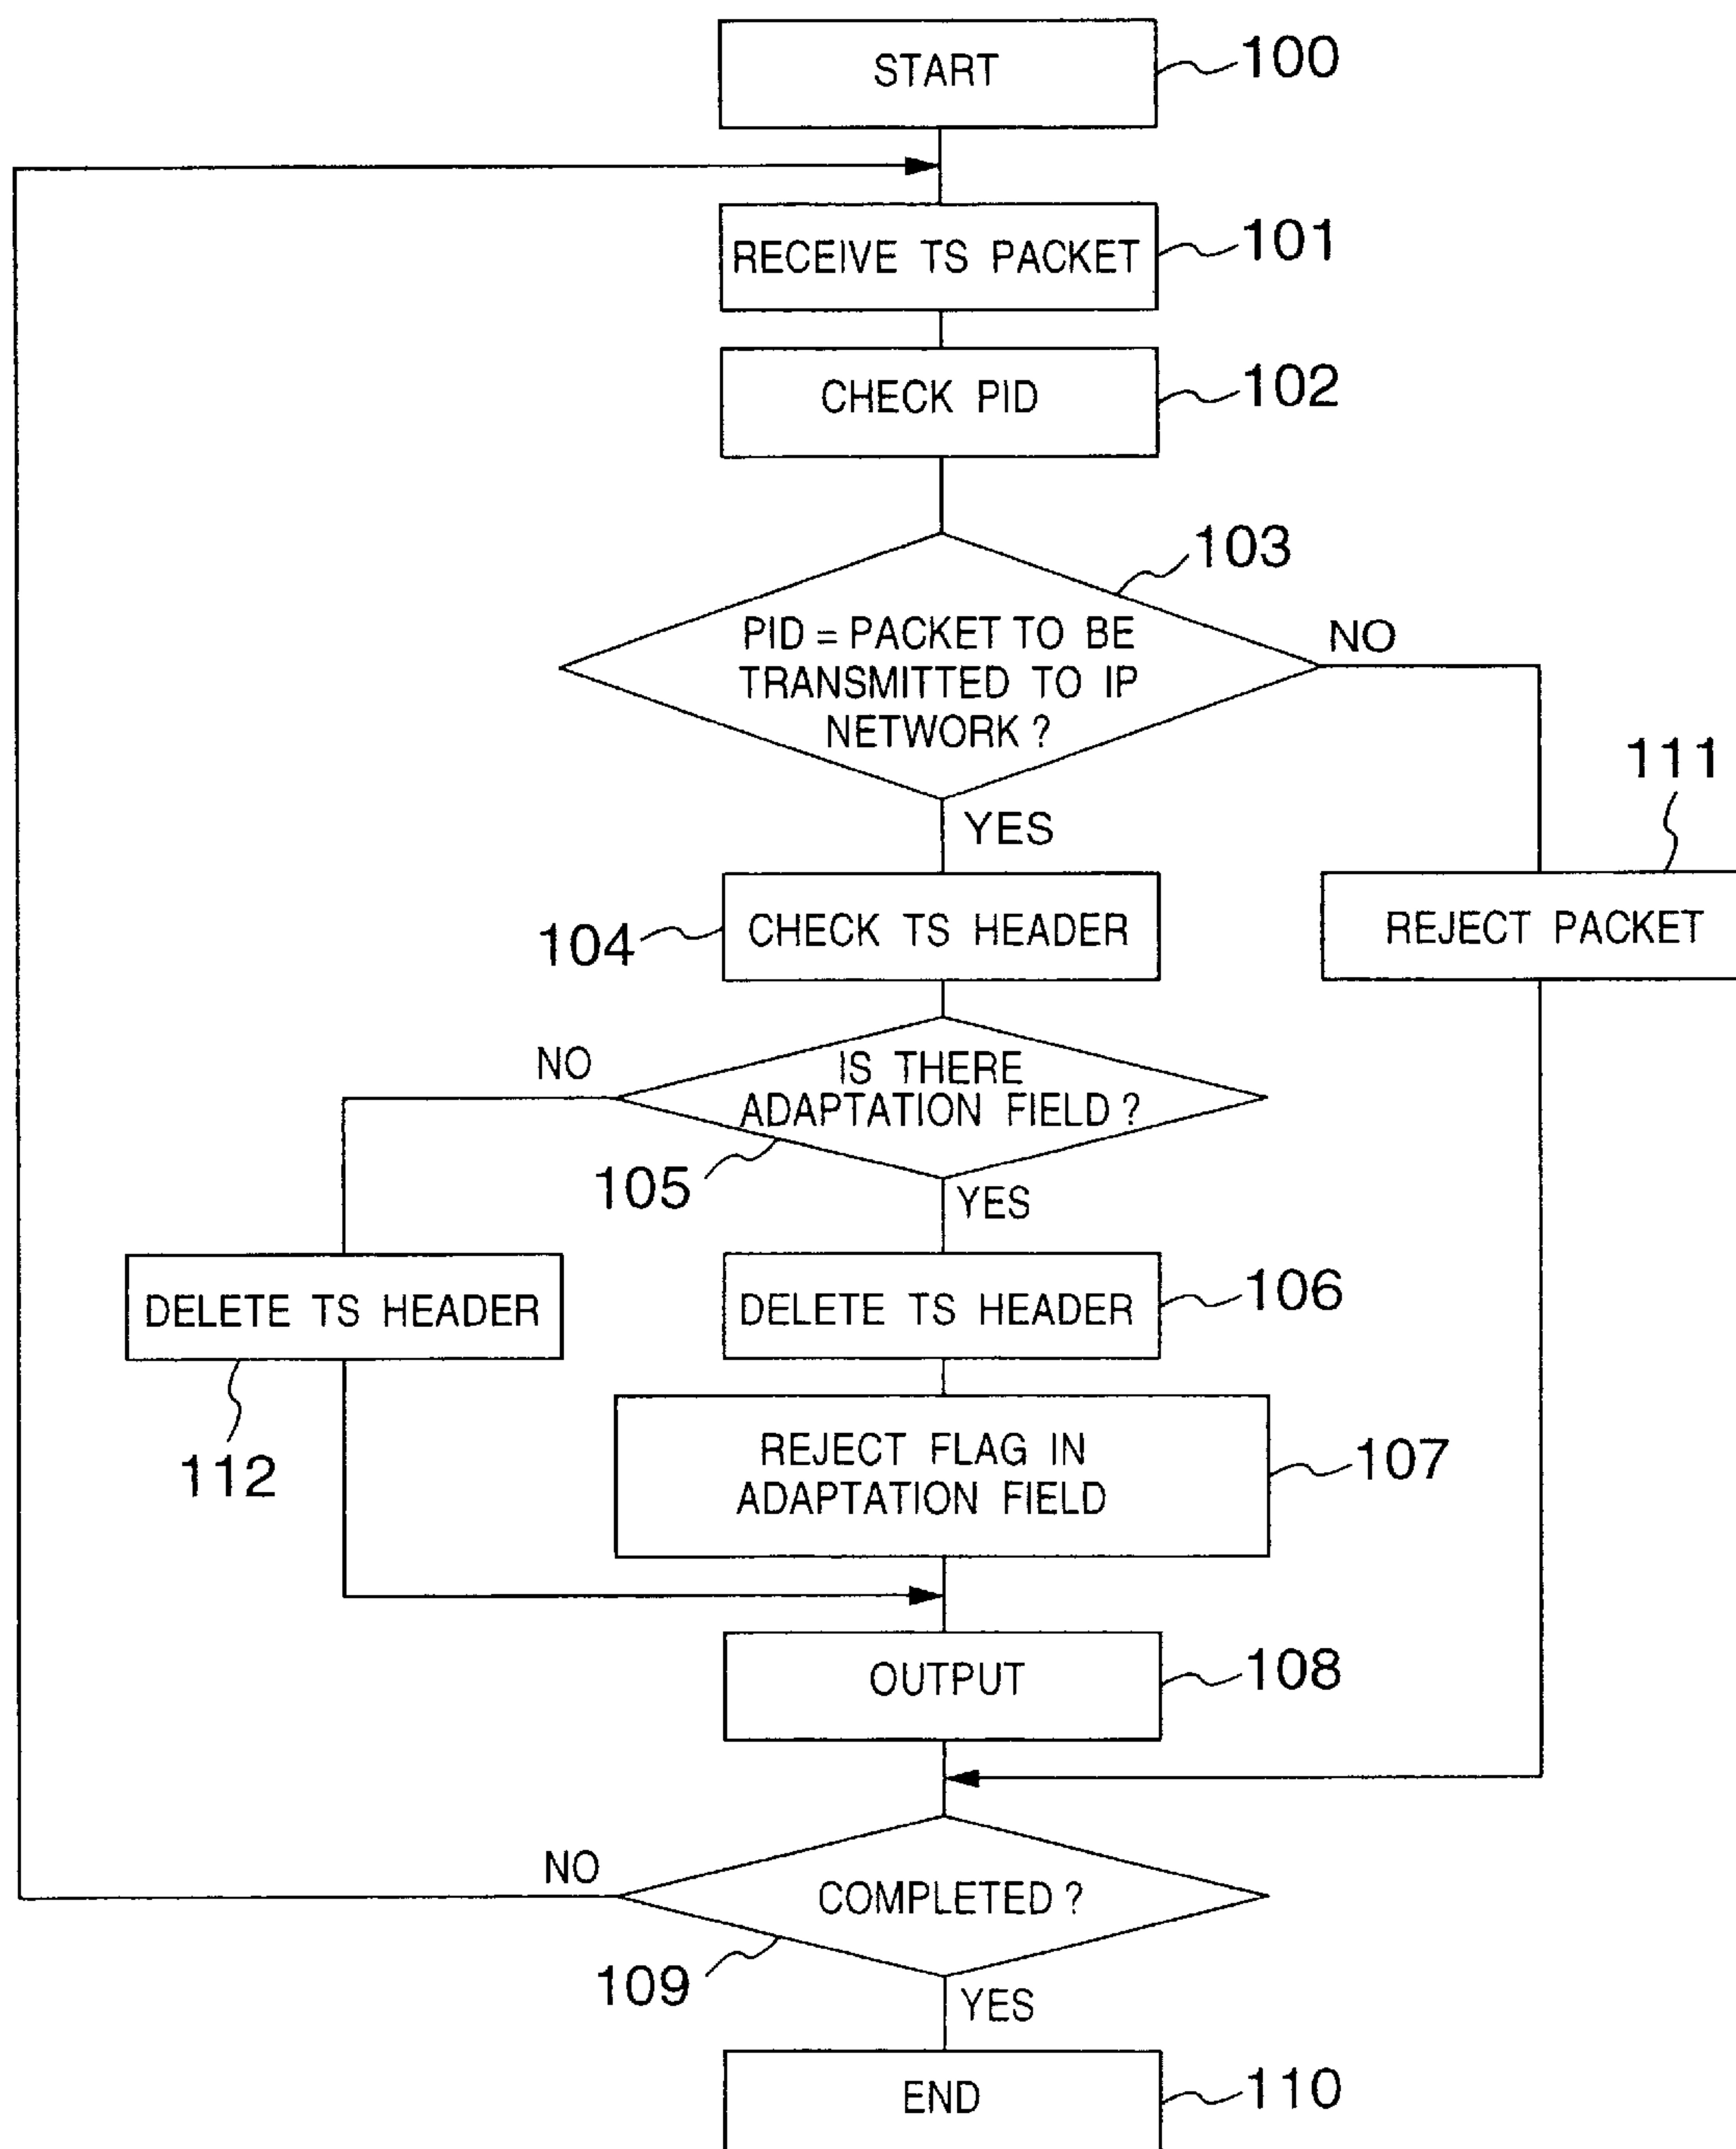 START
100
RECEIVE TS PACKET
101
CHECK PID
102
103
PID = PACKET TO BE
TRANSMITTED TO IP
NETWORK ?
NO
YES
111
104
CHECK TS HEADER
REJECT PACKET
NO
IS THERE
ADAPTATION FIELD ?
105
YES
DELETE TS HEADER
112
DELETE TS HEADER
106
REJECT FLAG IN
ADAPTATION FIELD
107
OUTPUT
108
NO
COMPLETED ?
109
YES
END
110